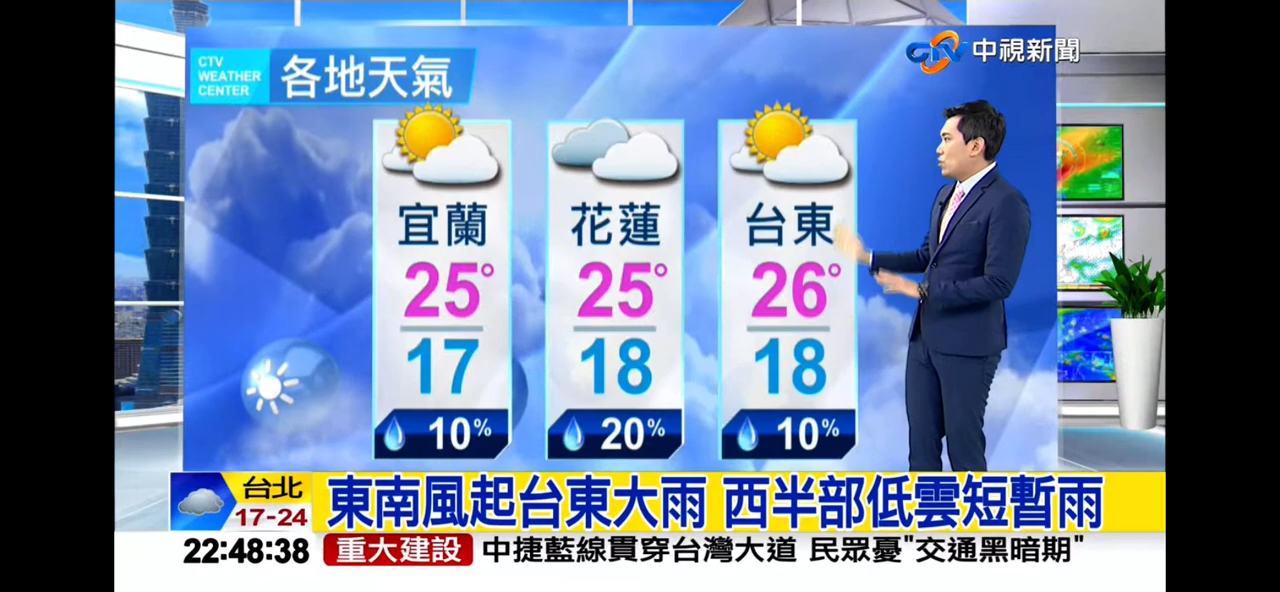 CTV
WEATHER
CENTER
各地天氣
CTV 中視新聞
宜蘭
25°
17
10%
花蓮
25°
18
20%
台東
26°
18
10%
台北
17-24
東南風起台東大雨 西半部低雲短暫雨
22:48:38
重大建設
中捷藍線貫穿台灣大道 民眾憂"交通黑暗期"